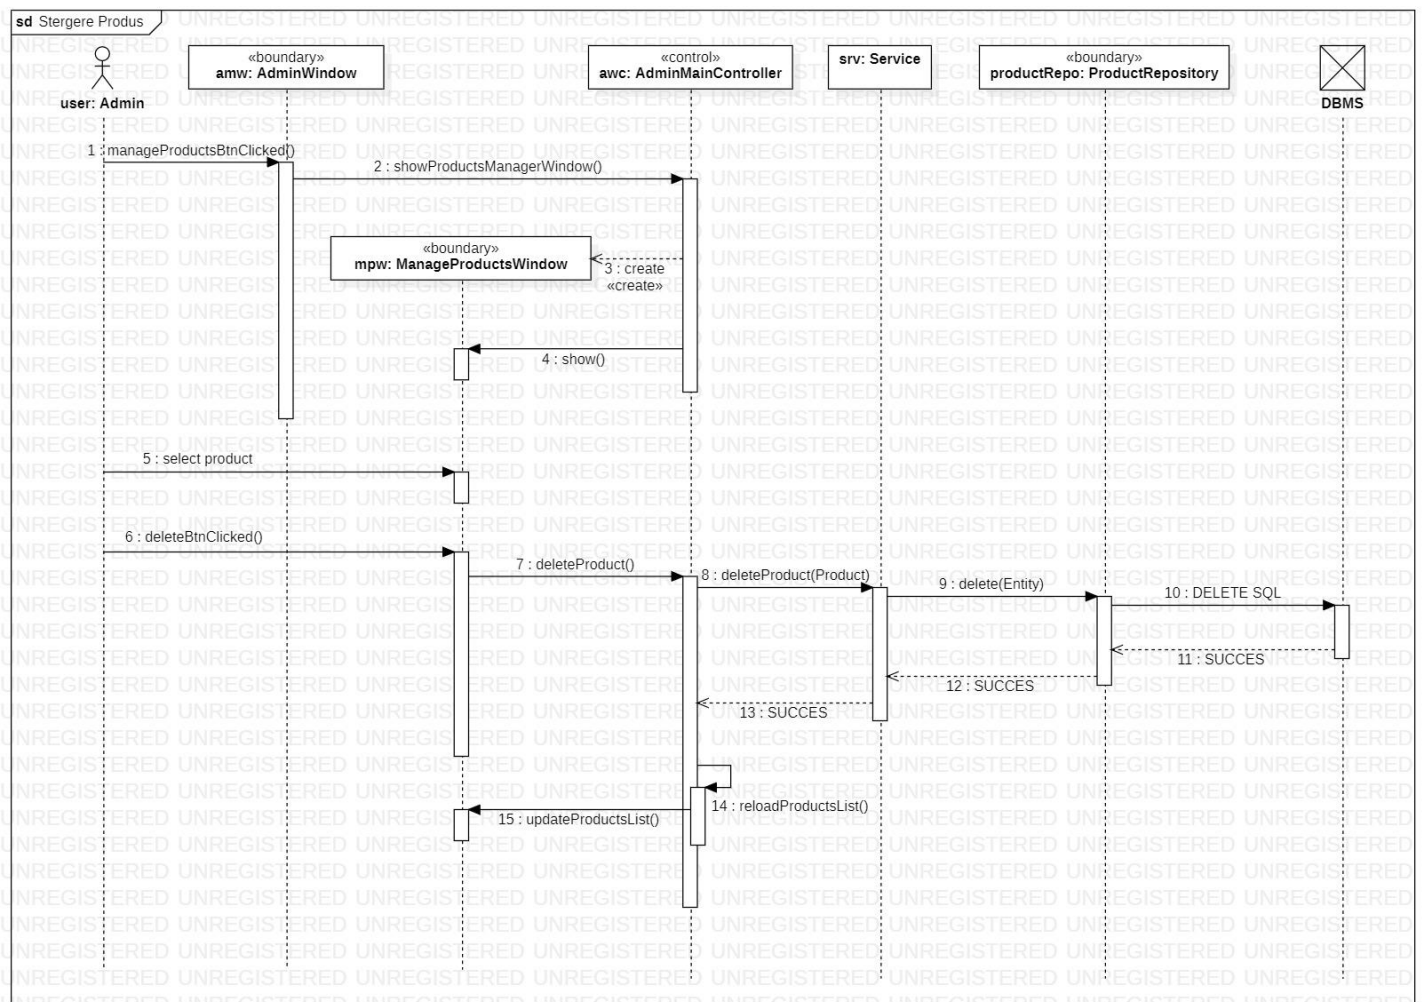 sd Stergere Produs
«boundary»
amw: AdminWindow
«control»
awc: AdminMainController
srv: Service
«boundary»
productRepo: ProductRepository
user: Admin
DBMS
1 : manageProductsBtnClicked()
2 : showProductsManagerWindow()
«boundary»
mpw: ManageProductsWindow
3 : create
«create»
4 : show()
5 : select product
6 : deleteBtnClicked()
7 : deleteProduct()
8 : deleteProduct(Product)
9 : delete(Entity)
10 : DELETE SQL
11 : SUCCES
12 : SUCCES
13 : SUCCES
14 : reloadProductsList()
15 : updateProductsList()
UNREGISTERED